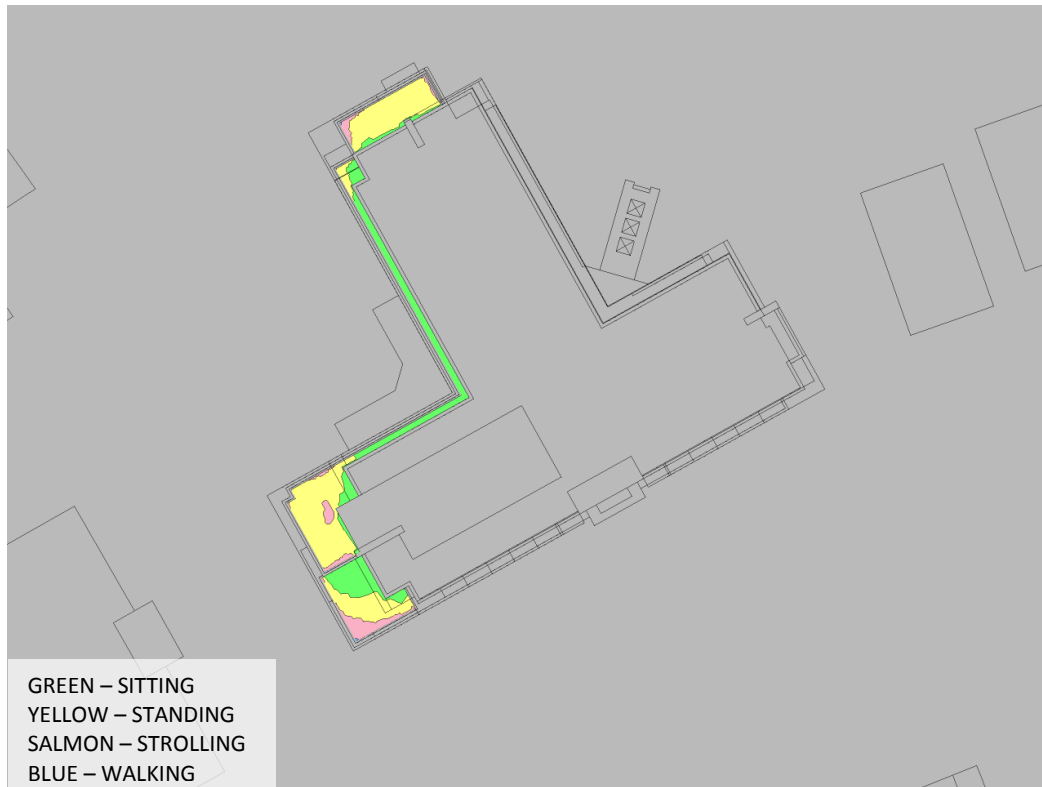 GREEN – SITTING
YELLOW – STANDING
SALMON – STROLLING
BLUE – WALKING